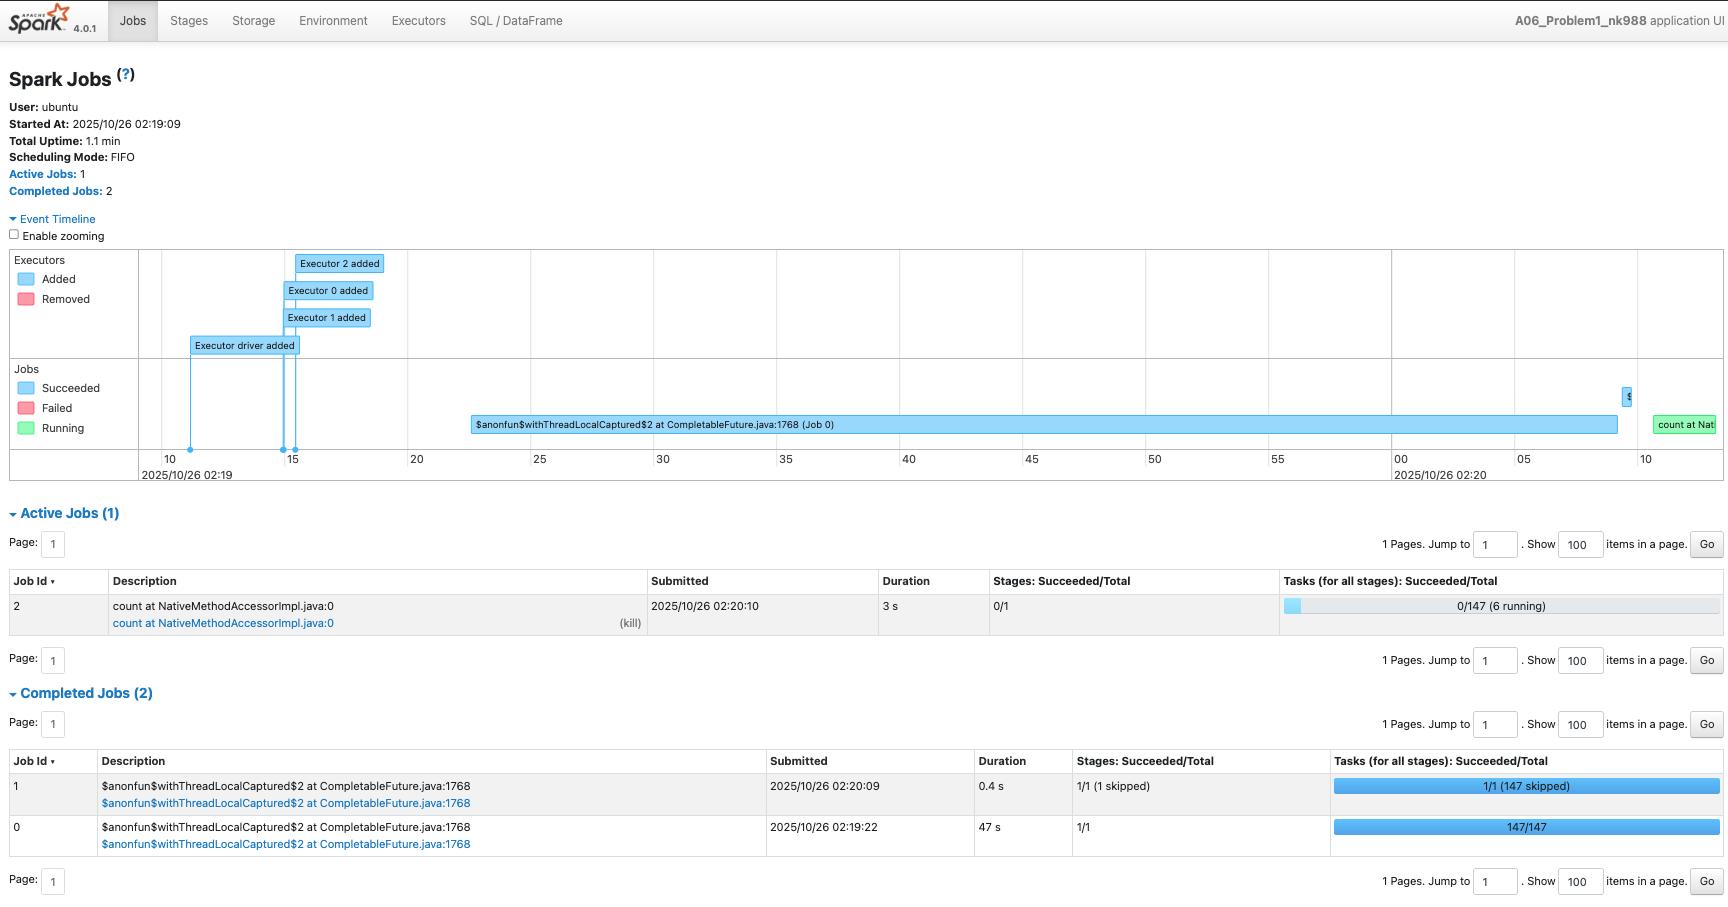 APACHE Spark 4.0.1 Jobs Stages Storage Environment Executors SQL / DataFrame A06_Problem1_nk988 application UI
Spark Jobs (?)
User: ubuntu
Started At: 2025/10/26 02:19:09
Total Uptime: 1.1 min
Scheduling Mode: FIFO
Active Jobs: 1
Completed Jobs: 2
Event Timeline
Enable zooming
Executors
Added
Removed
Executor 2 added
Executor 0 added
Executor 1 added
Executor driver added
Jobs
Succeeded
Failed
Running
$
$anonfun$withThreadLocalCaptured$2 at CompletableFuture.java:1768 (Job 0)
count at Nat
10 15 20 25 30 35 40 45 50 55 00 05 10
2025/10/26 02:19 2025/10/26 02:20
Active Jobs (1)
Page: 1 1 Pages. Jump to 1 . Show 100 items in a page. Go
Job Id ▾ Description Submitted Duration Stages: Succeeded/Total Tasks (for all stages): Succeeded/Total
2 count at NativeMethodAccessorImpl.java:0 2025/10/26 02:20:10 3 s 0/1 0/147 (6 running)
count at NativeMethodAccessorImpl.java:0 (kill)
Page: 1 1 Pages. Jump to 1 . Show 100 items in a page. Go
Completed Jobs (2)
Page: 1 1 Pages. Jump to 1 . Show 100 items in a page. Go
Job Id ▾ Description Submitted Duration Stages: Succeeded/Total Tasks (for all stages): Succeeded/Total
1 $anonfun$withThreadLocalCaptured$2 at CompletableFuture.java:1768 2025/10/26 02:20:09 0.4 s 1/1 (1 skipped) 1/1 (147 skipped)
$anonfun$withThreadLocalCaptured$2 at CompletableFuture.java:1768
0 $anonfun$withThreadLocalCaptured$2 at CompletableFuture.java:1768 2025/10/26 02:19:22 47 s 1/1 147/147
$anonfun$withThreadLocalCaptured$2 at CompletableFuture.java:1768
Page: 1 1 Pages. Jump to 1 . Show 100 items in a page. Go